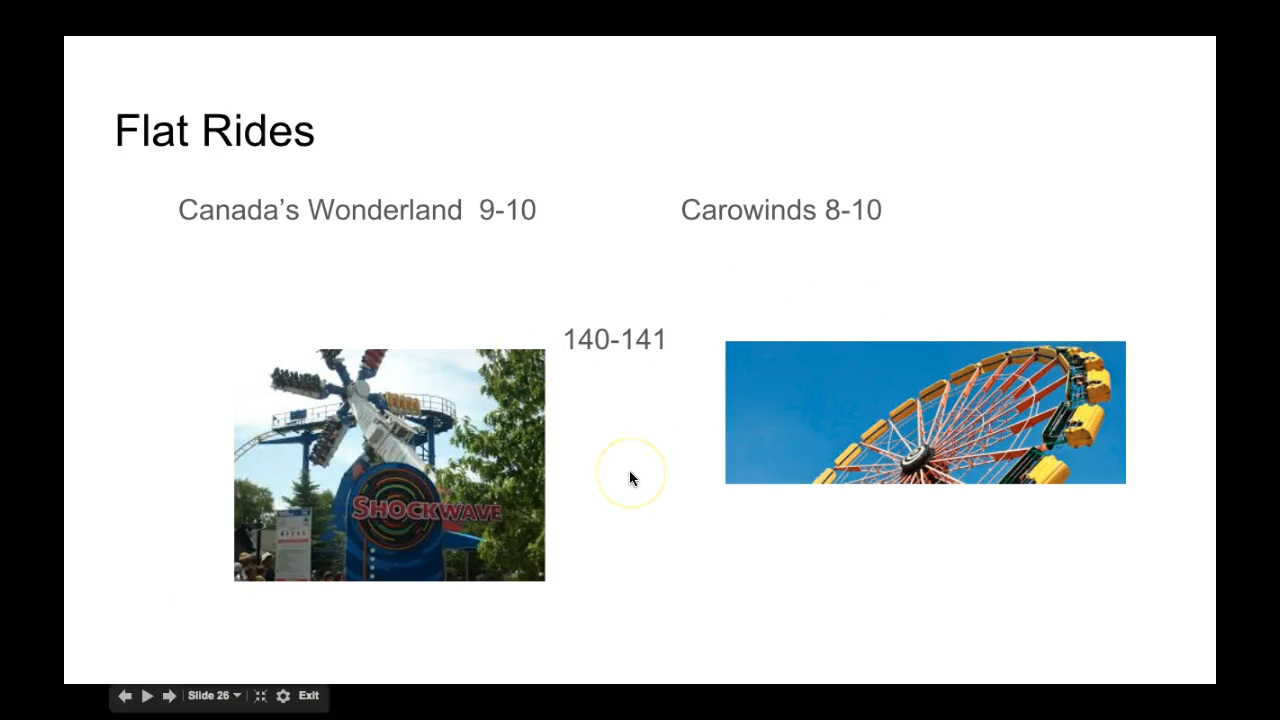 Flat Rides
Canada’s Wonderland 9-10
Carowinds 8-10
140-141
SHOCKWAVE
Slide 26
Exit